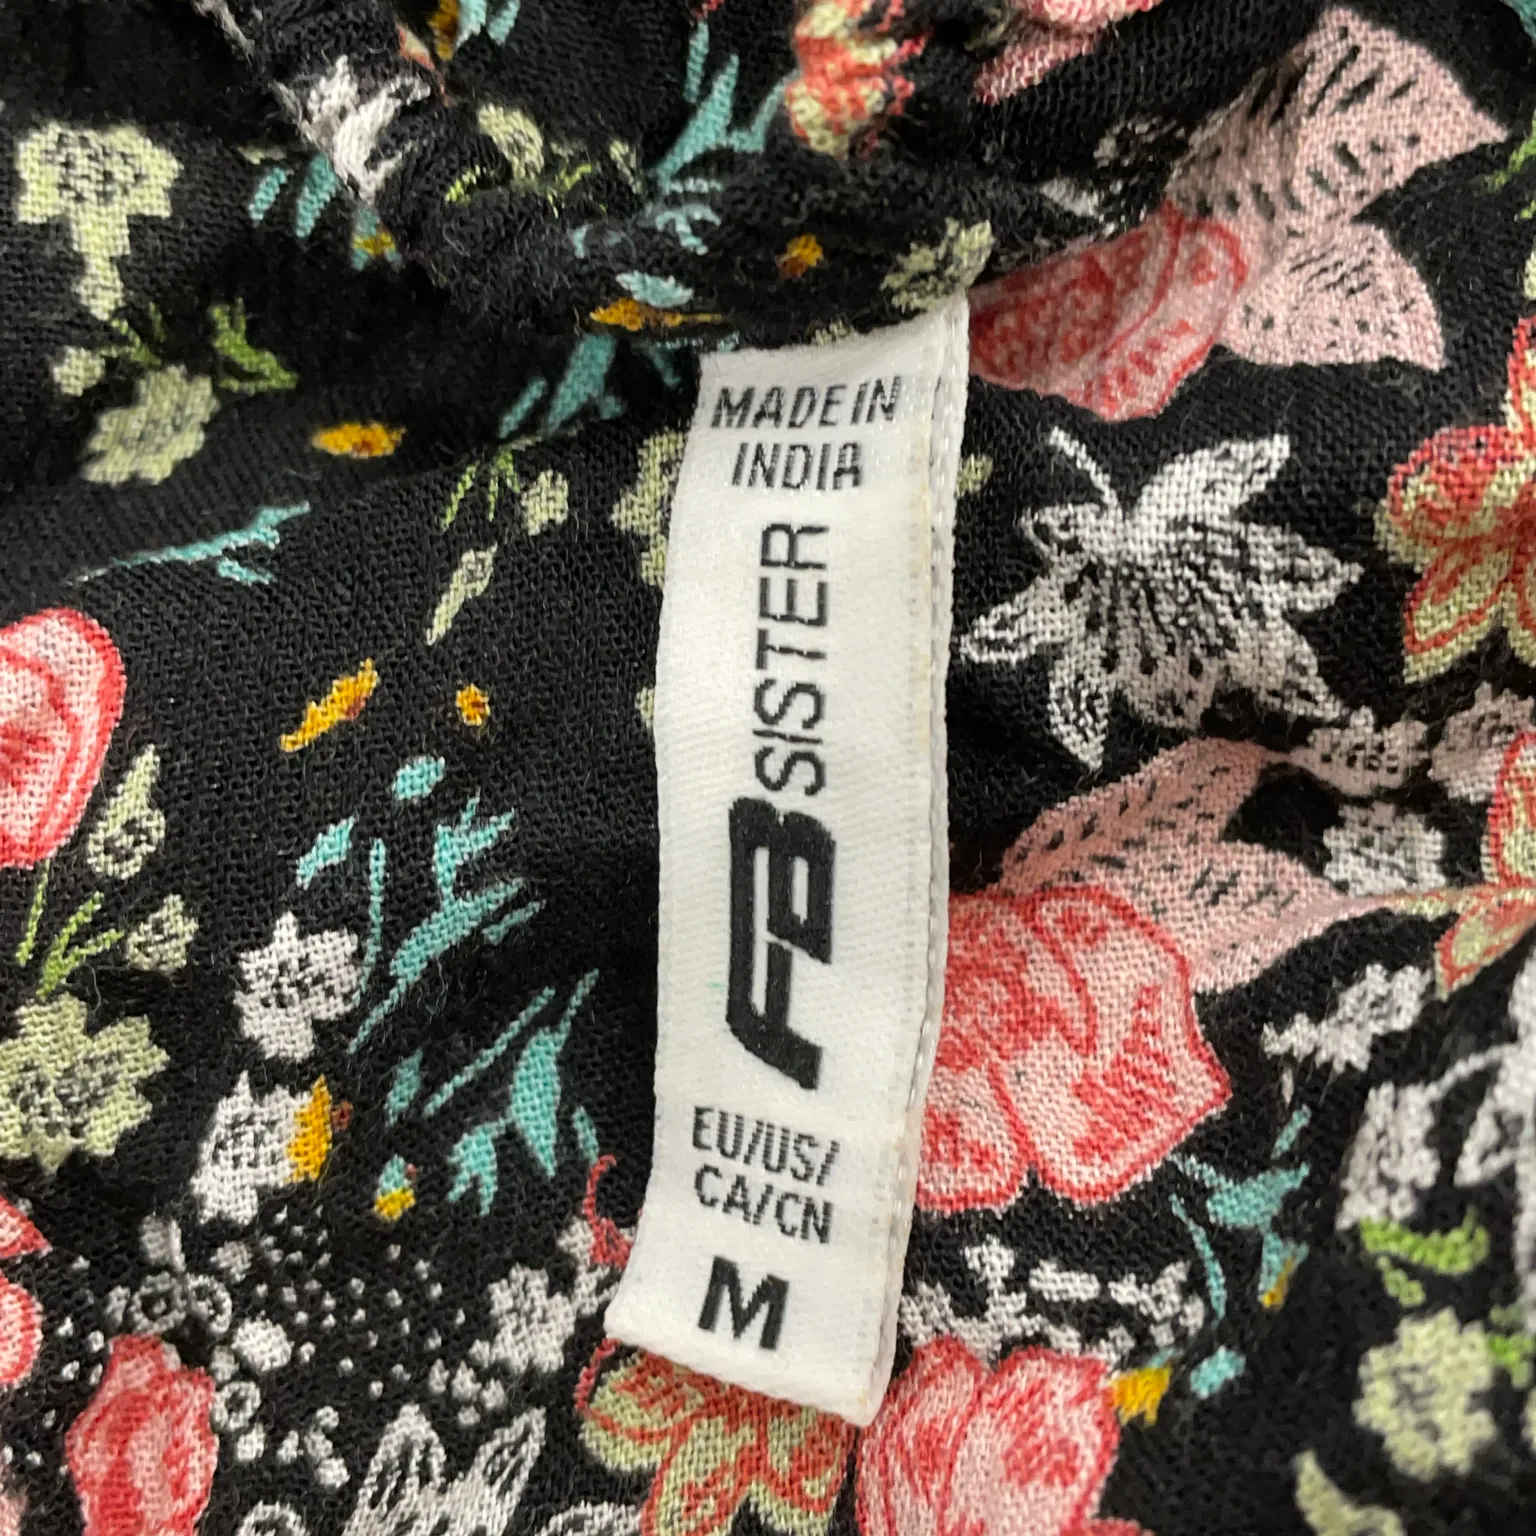 MADE IN
INDIA
FB SISTER
EU/US/
CA/CN
M